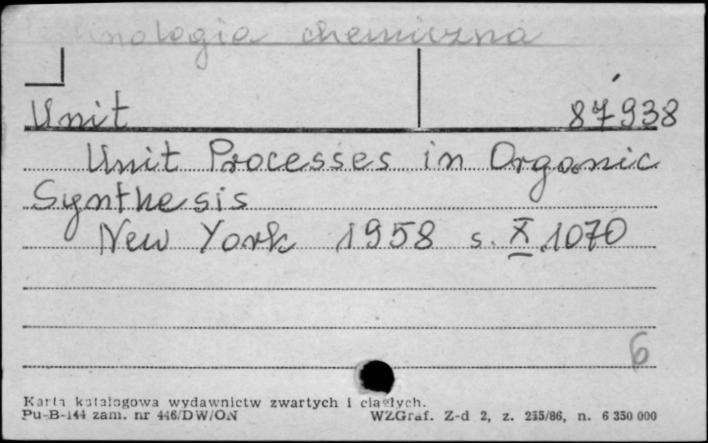 Technologia chemiczna
Unit 87938
Unit Processes in Organic
Synthesis
New York 1958 s. X, 1070
6
Karta katalogowa wydawnictw zwartych i ciągłych.
Pu-B-144 zam. nr 446/DW/ON WZGraf. Z-d 2, z. 255/86, n. 6 350 000